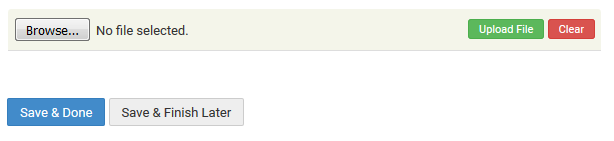 Browse... No file selected. Upload File Clear
Save & Done Save & Finish Later